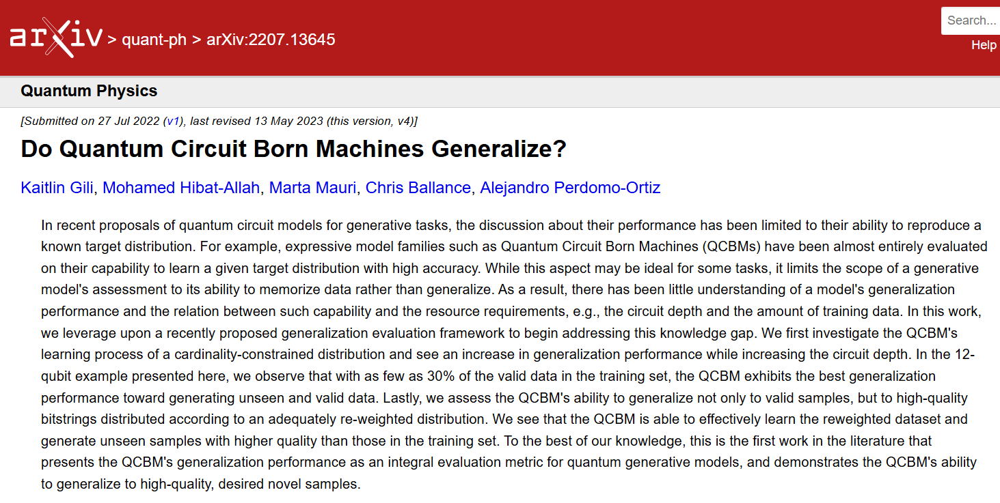 arXiv > quant-ph > arXiv:2207.13645
Search...
Help
Quantum Physics
[Submitted on 27 Jul 2022 (v1), last revised 13 May 2023 (this version, v4)]
Do Quantum Circuit Born Machines Generalize?
Kaitlin Gili, Mohamed Hibat-Allah, Marta Mauri, Chris Ballance, Alejandro Perdomo-Ortiz
In recent proposals of quantum circuit models for generative tasks, the discussion about their performance has been limited to their ability to reproduce a
known target distribution. For example, expressive model families such as Quantum Circuit Born Machines (QCBMs) have been almost entirely evaluated
on their capability to learn a given target distribution with high accuracy. While this aspect may be ideal for some tasks, it limits the scope of a generative
model's assessment to its ability to memorize data rather than generalize. As a result, there has been little understanding of a model's generalization
performance and the relation between such capability and the resource requirements, e.g., the circuit depth and the amount of training data. In this work,
we leverage upon a recently proposed generalization evaluation framework to begin addressing this knowledge gap. We first investigate the QCBM's
learning process of a cardinality-constrained distribution and see an increase in generalization performance while increasing the circuit depth. In the 12-
qubit example presented here, we observe that with as few as 30% of the valid data in the training set, the QCBM exhibits the best generalization
performance toward generating unseen and valid data. Lastly, we assess the QCBM's ability to generalize not only to valid samples, but to high-quality
bitstrings distributed according to an adequately re-weighted distribution. We see that the QCBM is able to effectively learn the reweighted dataset and
generate unseen samples with higher quality than those in the training set. To the best of our knowledge, this is the first work in the literature that
presents the QCBM's generalization performance as an integral evaluation metric for quantum generative models, and demonstrates the QCBM's ability
to generalize to high-quality, desired novel samples.